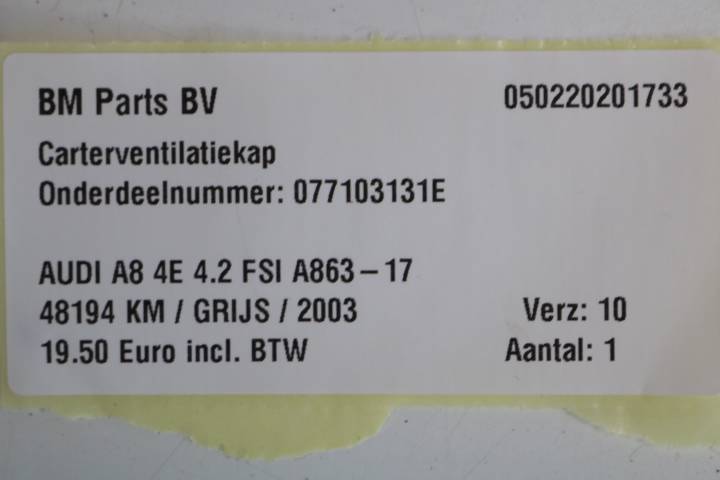 BM Parts BV 050220201733
Carterventilatiekap
Onderdeelnummer: 077103131E
AUDI A8 4E 4.2 FSI A863-17
48194 KM / GRIJS / 2003 Verz: 10
19.50 Euro incl. BTW Aantal: 1